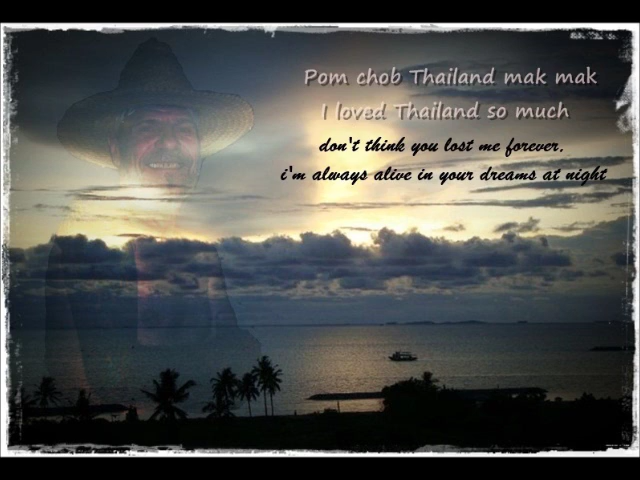 Pom chob Thailand mak mak
I loved Thailand so much
don't think you lost me forever.
i'm always alive in your dreams at night